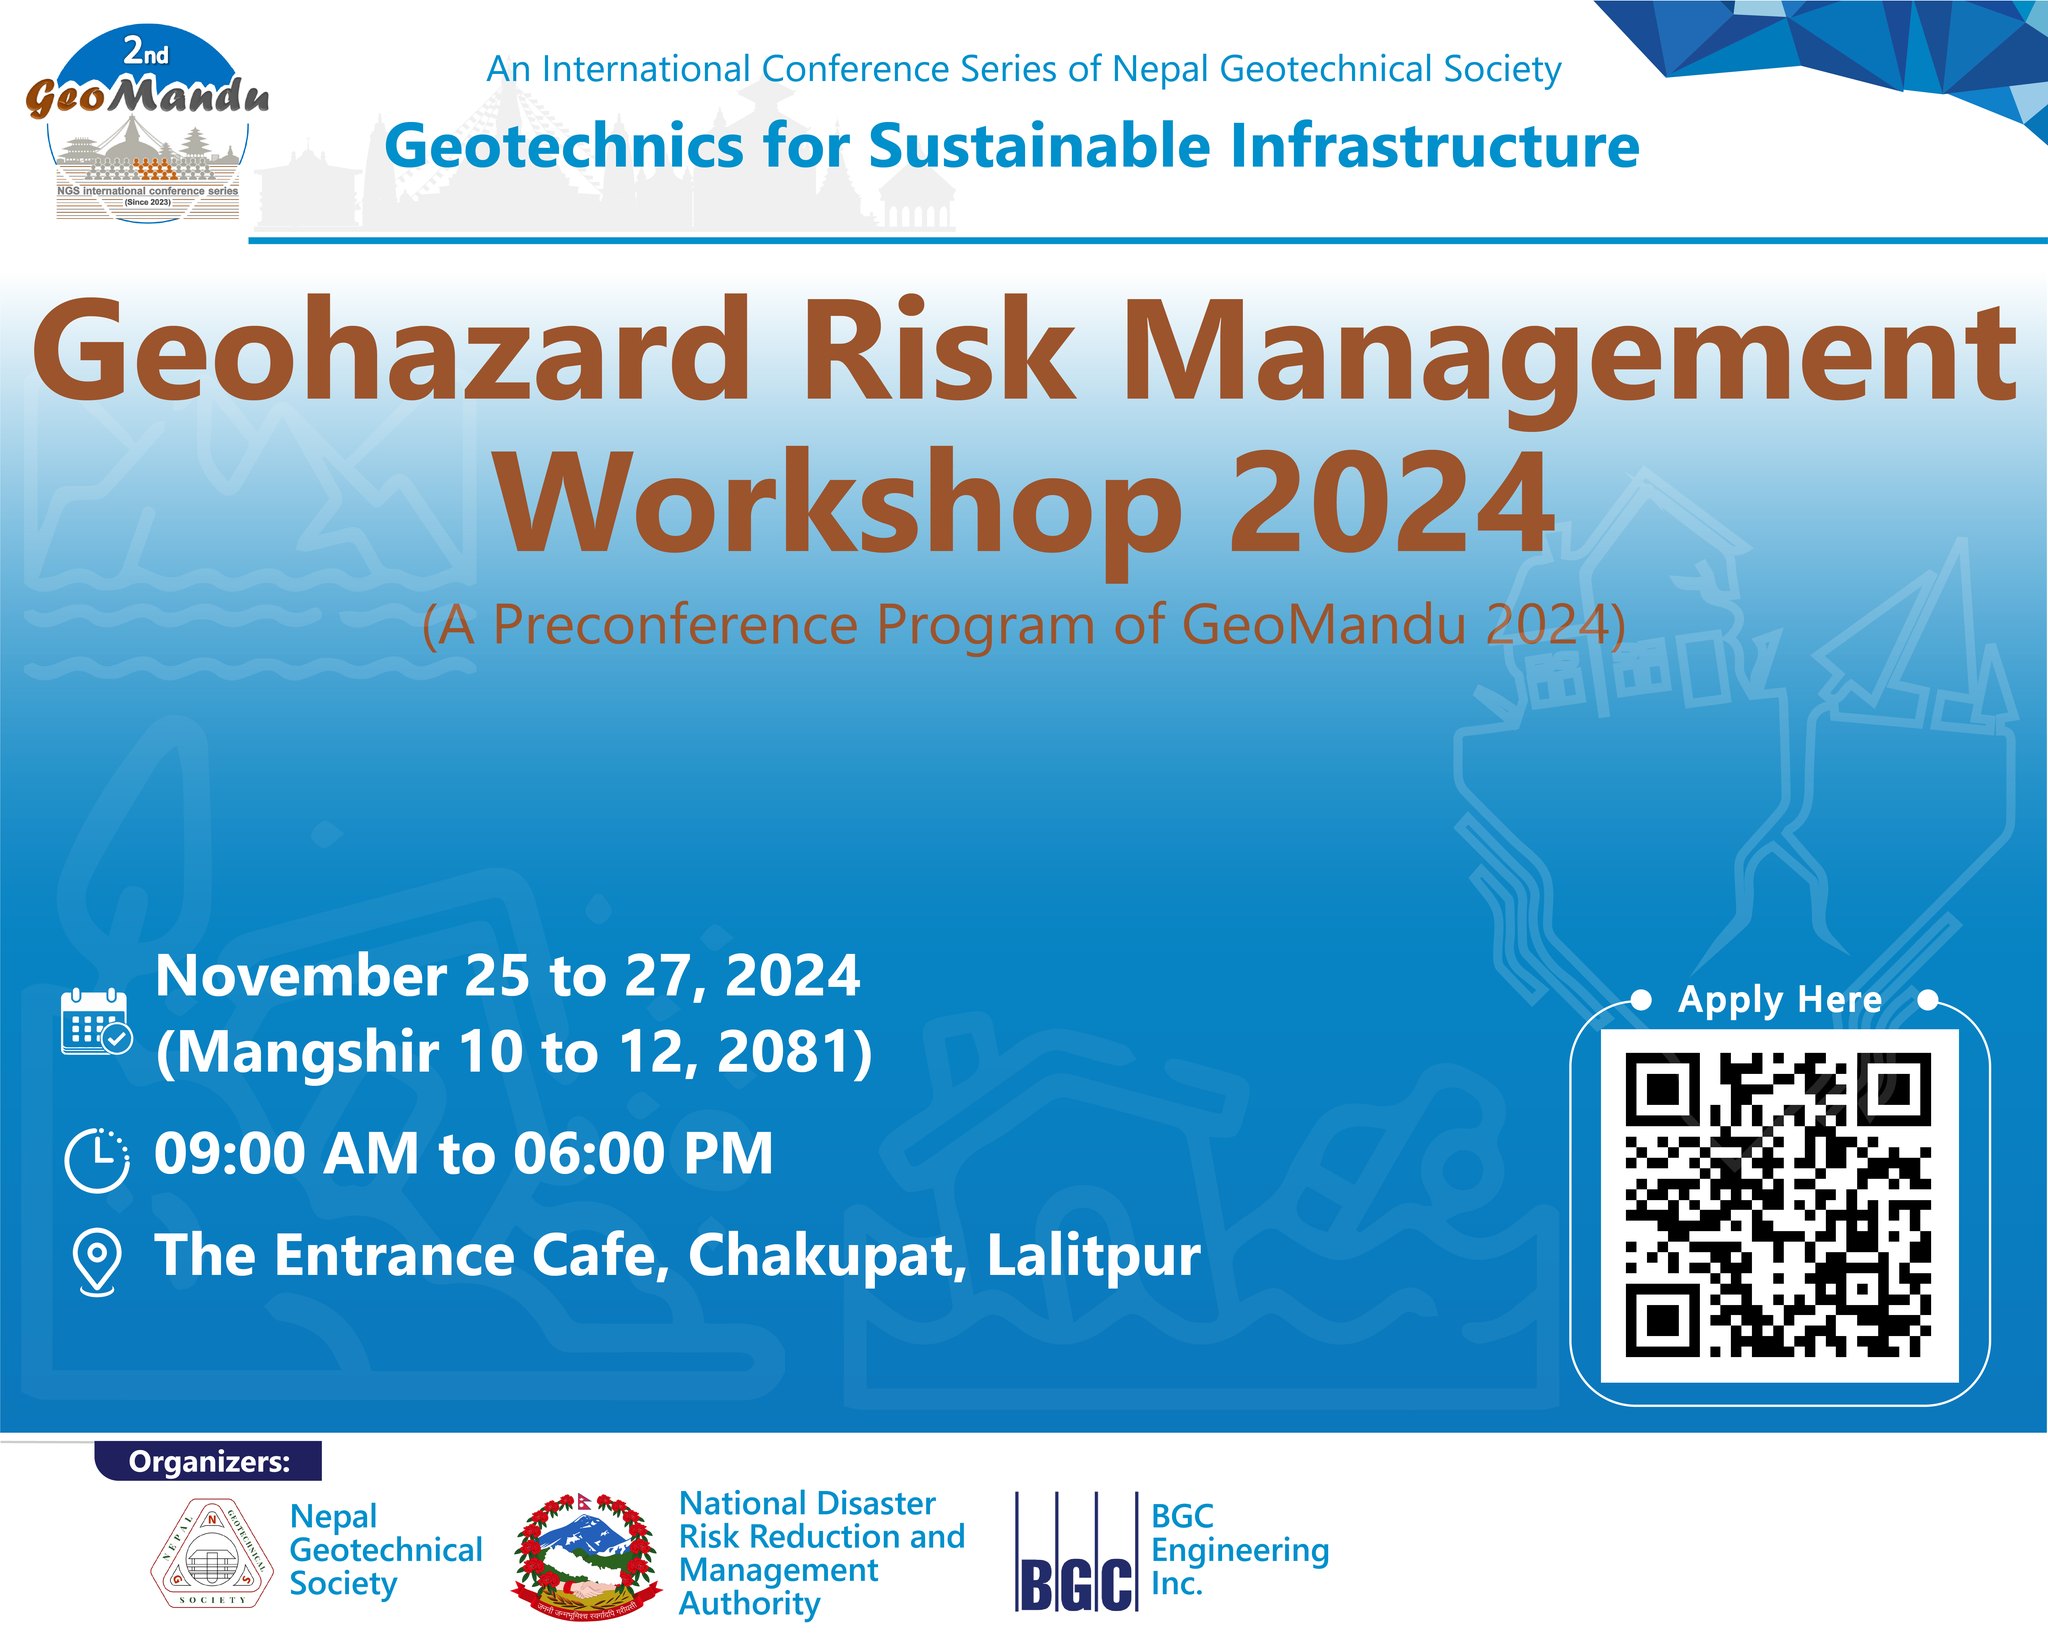 2nd
GeoMandu
NGS international conference series
(Since 2023)
An International Conference Series of Nepal Geotechnical Society
Geotechnics for Sustainable Infrastructure
Geohazard Risk Management
Workshop 2024
(A Preconference Program of GeoMandu 2024)
November 25 to 27, 2024
(Mangshir 10 to 12, 2081)
09:00 AM to 06:00 PM
The Entrance Cafe, Chakupat, Lalitpur
Apply Here
Organizers:
NEPAL
GEOTECHNICAL
SOCIETY
N
G
S
Nepal
Geotechnical
Society
जननी जन्मभूमिश्च स्वर्गादपि गरीयसी
National Disaster
Risk Reduction and
Management
Authority
BGC
BGC
Engineering
Inc.